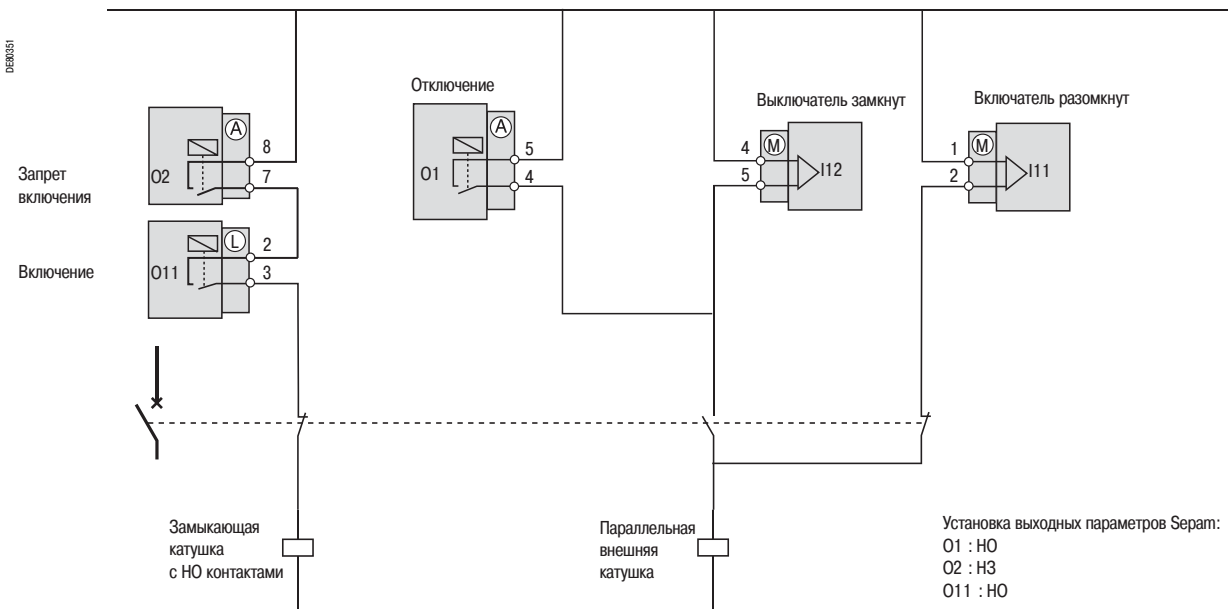 DE80351
Отключение
Выключатель замкнут
Включатель разомкнут
A
8
O2
7
Запрет
включения
A
5
O1
4
4
M
I12
5
1
M
I11
2
L
2
Включение
O11
3
Замыкающая
катушка
с НО контактами
Параллельная
внешняя
катушка
Установка выходных параметров Sepam:
O1 : НО
O2 : НЗ
O11 : НО